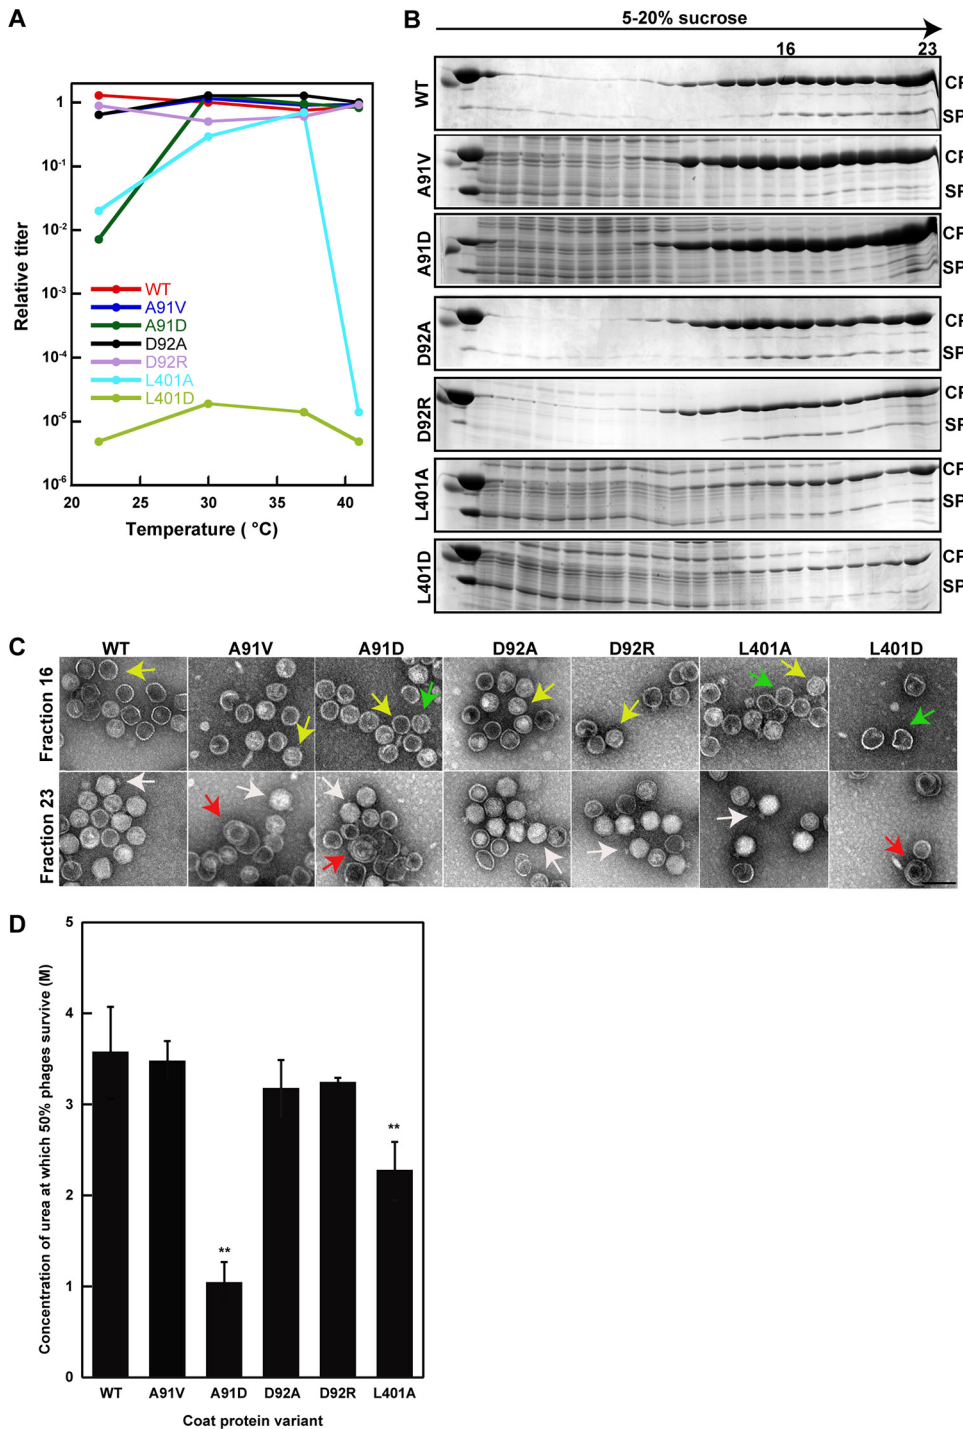 A
Relative titer
1
10-1
10-2
10-3
10-4
10-5
10-6
20 25 30 35 40
Temperature ( °C)
WT
A91V
A91D
D92A
D92R
L401A
L401D
B
5-20% sucrose
16 23
WT CP
SP
A91V CP
SP
A91D CP
SP
D92A CP
SP
D92R CP
SP
L401A CP
SP
L401D CP
SP
C
WT A91V A91D D92A D92R L401A L401D
Fraction 16
Fraction 23
D
Concentration of urea at which 50% phages survive (M)
5
4
3
2
1
0
** **
WT A91V A91D D92A D92R L401A
Coat protein variant